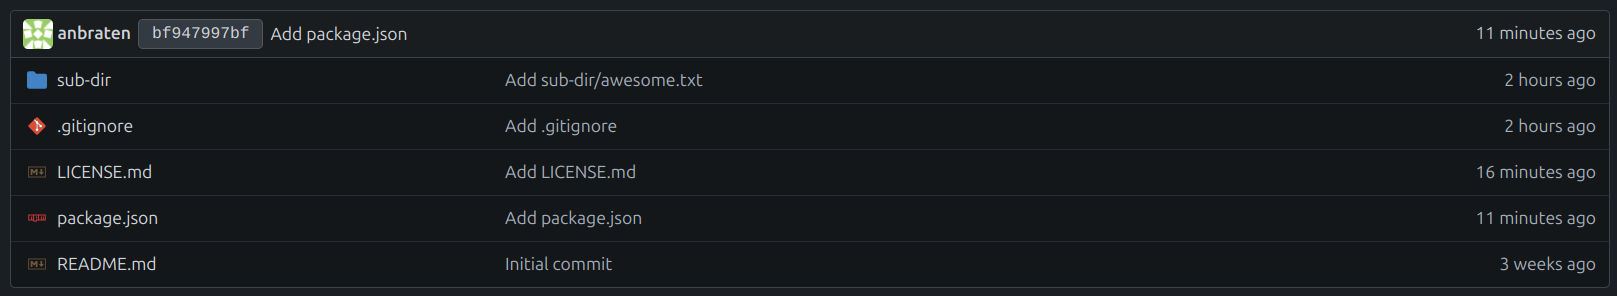 anbraten bf947997bf Add package.json 11 minutes ago
sub-dir Add sub-dir/awesome.txt 2 hours ago
.gitignore Add .gitignore 2 hours ago
LICENSE.md Add LICENSE.md 16 minutes ago
package.json Add package.json 11 minutes ago
README.md Initial commit 3 weeks ago